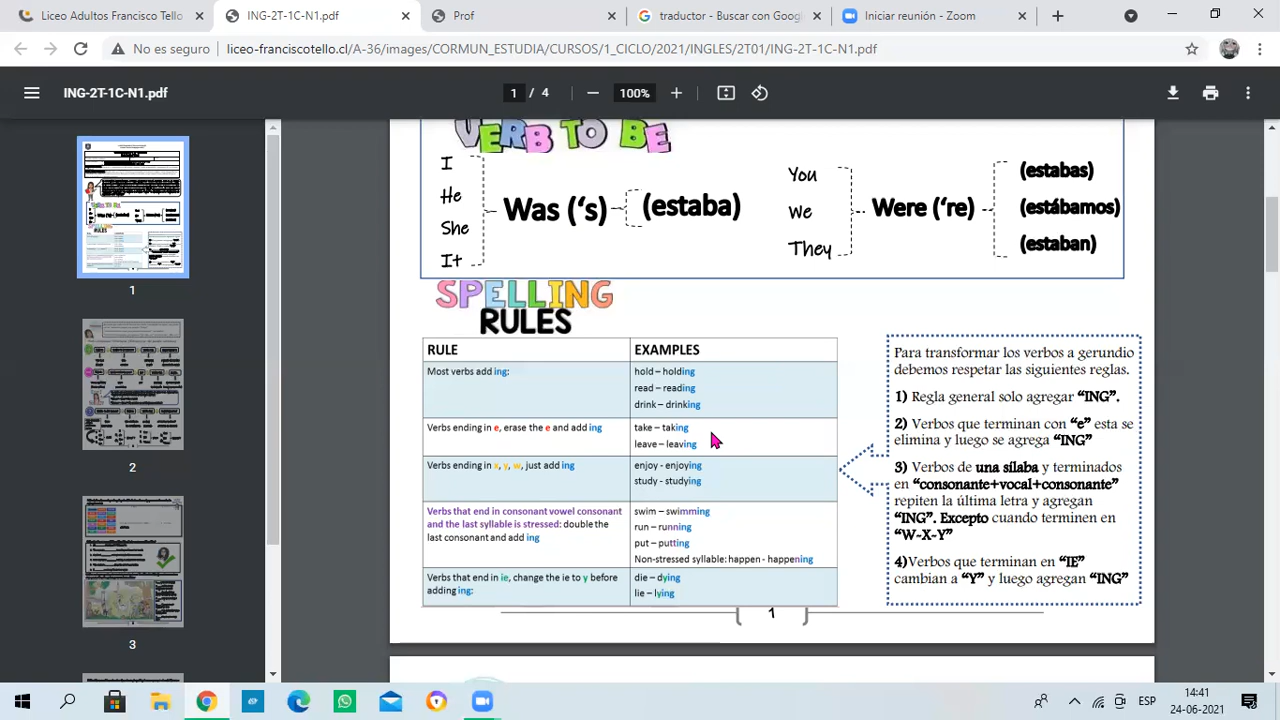 Liceo Adultos Francisco Tello
ING-2T-1C-N1.pdf
Prof
traductor - Buscar con Goog
Iniciar reunión - Zoom
No es seguro
liceo-franciscotello.cl/A-36/images/CORMUN_ESTUDIA/CURSOS/1_CICLO/2021/INGLES/2T01/ING-2T-1C-N1.pdf
ING-2T-1C-N1.pdf
1 / 4
100%
1
2
3
VERB TO BE
I
He
She
It
Was (‘s)
(estaba)
You
We
They
Were (‘re)
(estabas)
(estábamos)
(estaban)
SPELLING
RULES
RULE EXAMPLES
Most verbs add ing:
hold – holding
read – reading
drink – drinking
Verbs ending in e, erase the e and add ing
take – taking
leave – leaving
Verbs ending in x, y, w, just add ing
enjoy - enjoying
study - studying
Verbs that end in consonant vowel consonant
and the last syllable is stressed: double the
last consonant and add ing
swim – swimming
run – running
put – putting
Non-stressed syllable: happen - happening
Verbs that end in ie, change the ie to y before
adding ing:
die – dying
lie – lying
Para transformar los verbos a gerundio
debemos respetar las siguientes reglas.
1) Regla general solo agregar “ING”.
2) Verbos que terminan con “e” esta se
elimina y luego se agrega “ING”
3) Verbos de una sílaba y terminados
en “consonante+vocal+consonante”
repiten la última letra y agregan
“ING”. Excepto cuando terminen en
“W-X-Y”
4)Verbos que terminan en “IE”
cambian a “Y” y luego agregan “ING”
1
ESP
14:41
24-06-2021